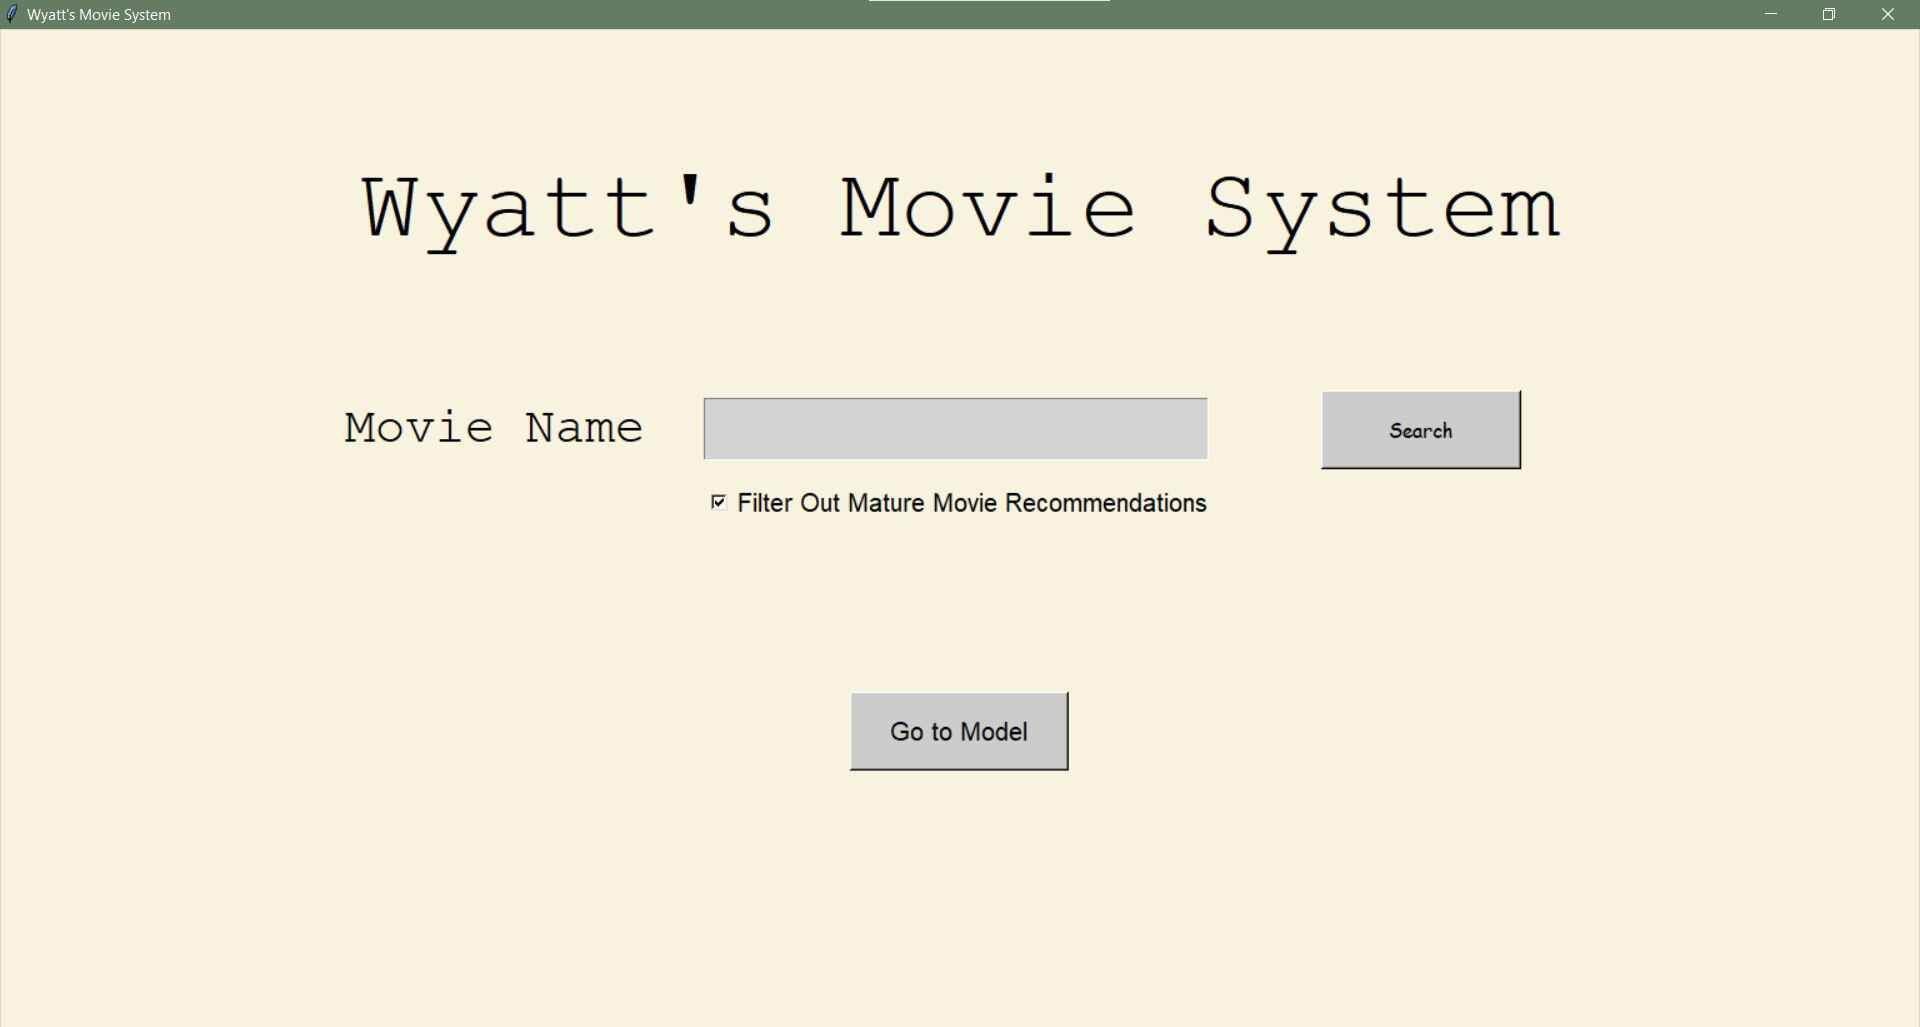 Wyatt's Movie System
Wyatt's Movie System
Movie Name
Search
Filter Out Mature Movie Recommendations
Go to Model